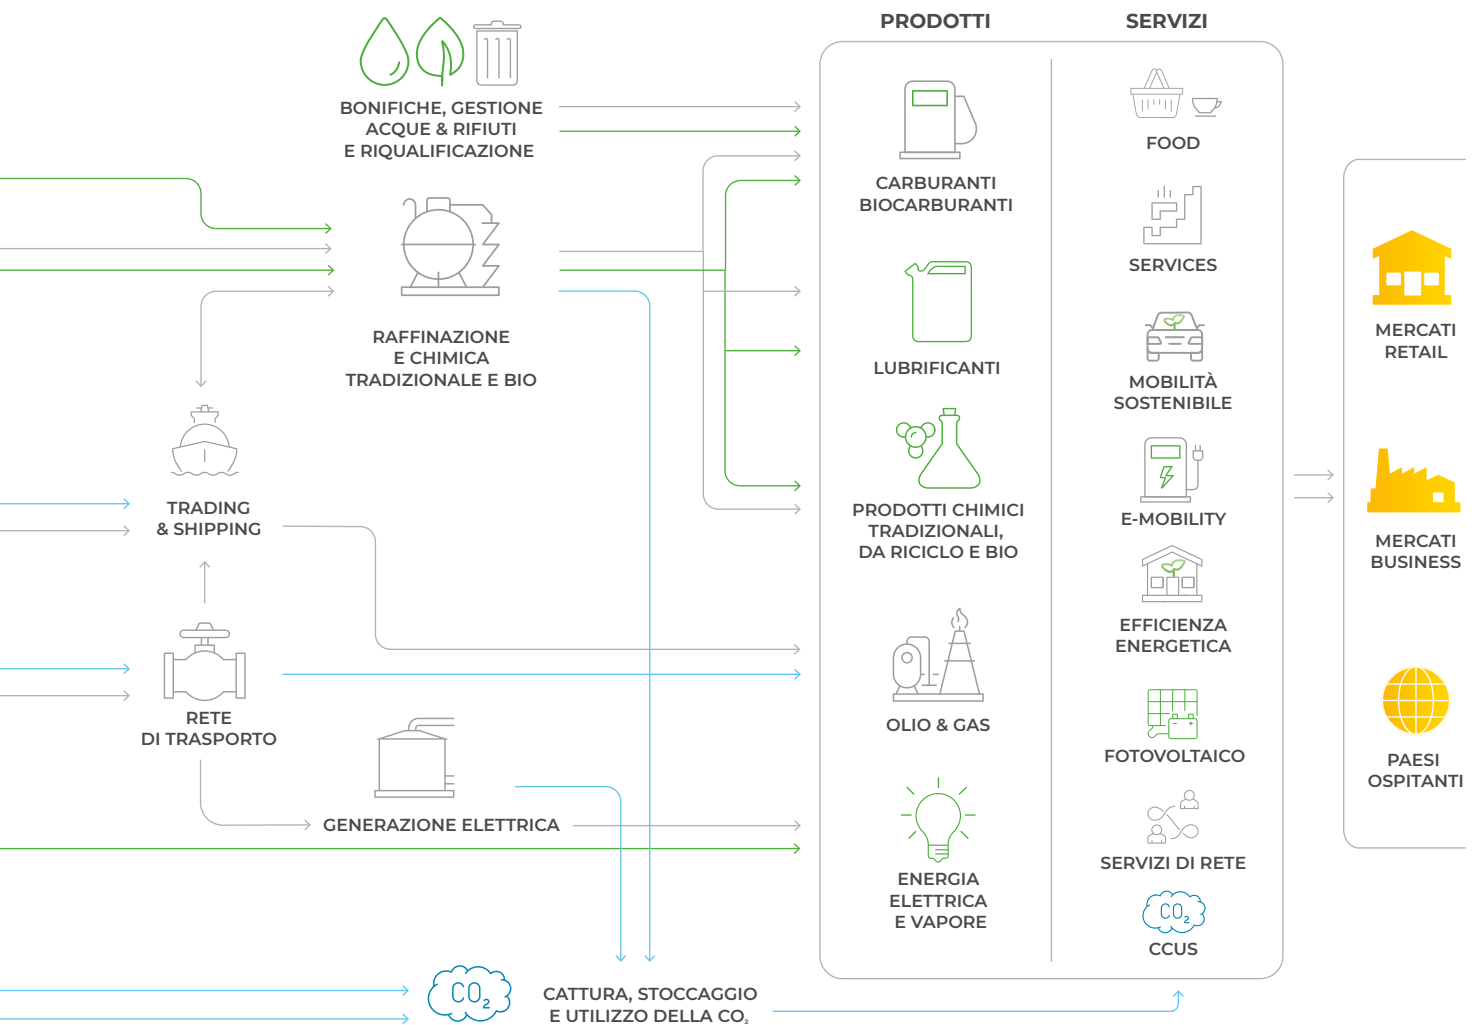 PRODOTTI
SERVIZI
BONIFICHE, GESTIONE
ACQUE & RIFIUTI
E RIQUALIFICAZIONE
RAFFINAZIONE
E CHIMICA
TRADIZIONALE E BIO
TRADING
& SHIPPING
RETE
DI TRASPORTO
GENERAZIONE ELETTRICA
CO₂
CATTURA, STOCCAGGIO
E UTILIZZO DELLA CO₂
CARBURANTI
BIOCARBURANTI
LUBRIFICANTI
PRODOTTI CHIMICI
TRADIZIONALI,
DA RICICLO E BIO
OLIO & GAS
ENERGIA
ELETTRICA
E VAPORE
FOOD
SERVICES
MOBILITÀ
SOSTENIBILE
E-MOBILITY
EFFICIENZA
ENERGETICA
FOTOVOLTAICO
SERVIZI DI RETE
CO₂
CCUS
MERCATI
RETAIL
MERCATI
BUSINESS
PAESI
OSPITANTI